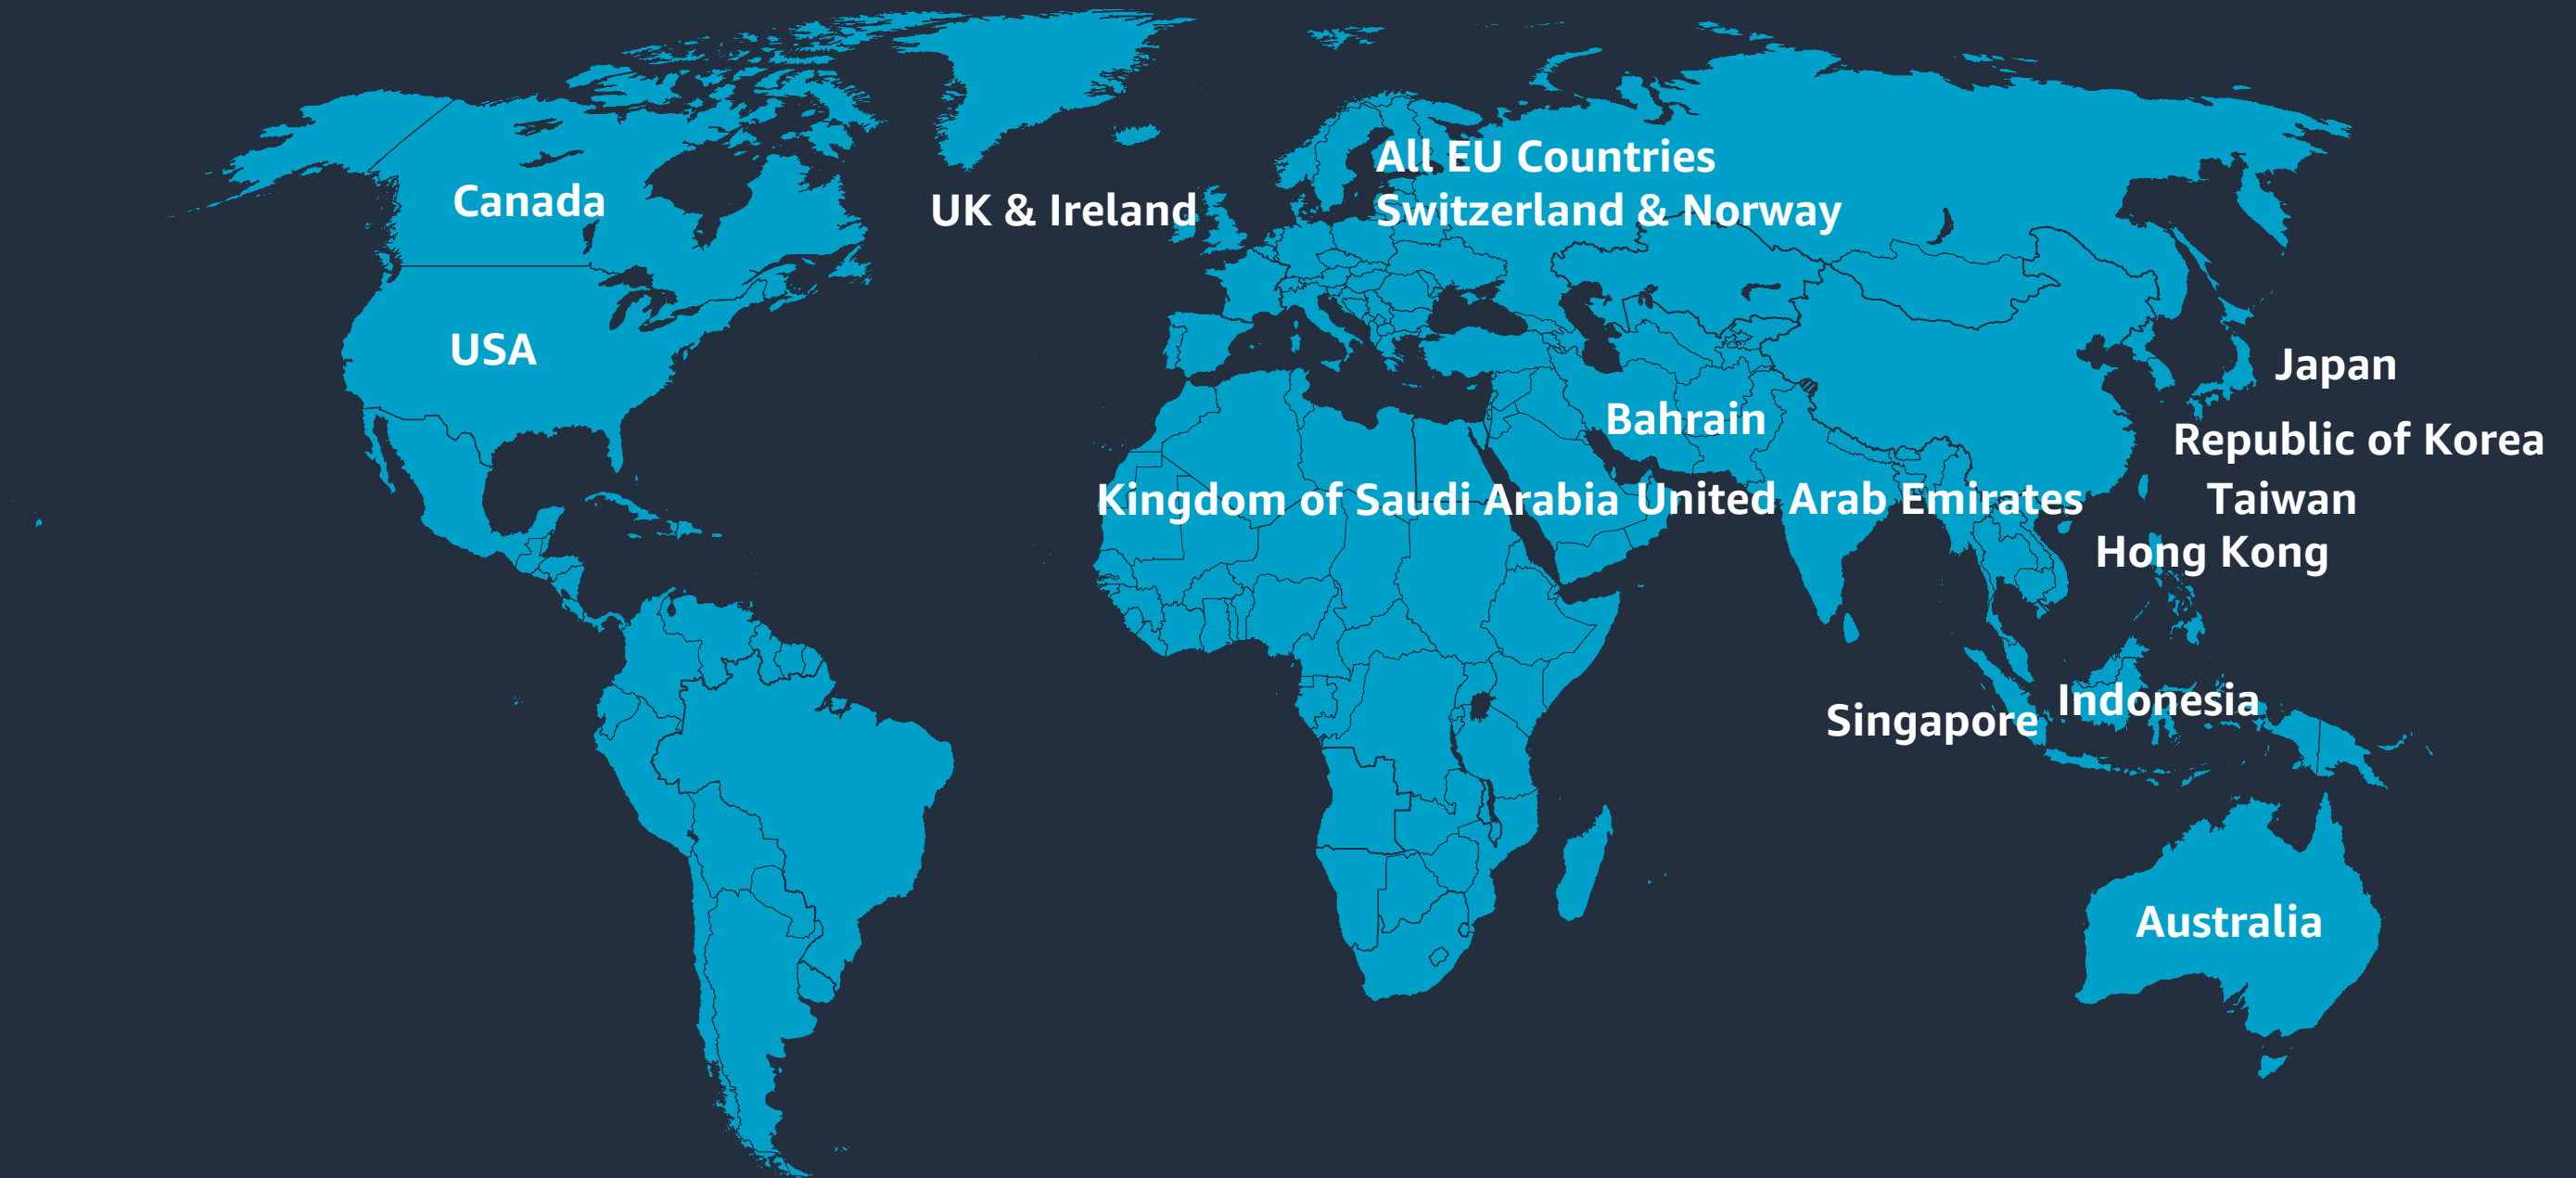 All EU Countries
Canada
UK & Ireland
Switzerland & Norway
USA
Japan
Bahrain
Republic of Korea
Kingdom of Saudi Arabia
United Arab Emirates
Taiwan
Hong Kong
Indonesia
Singapore
Australia